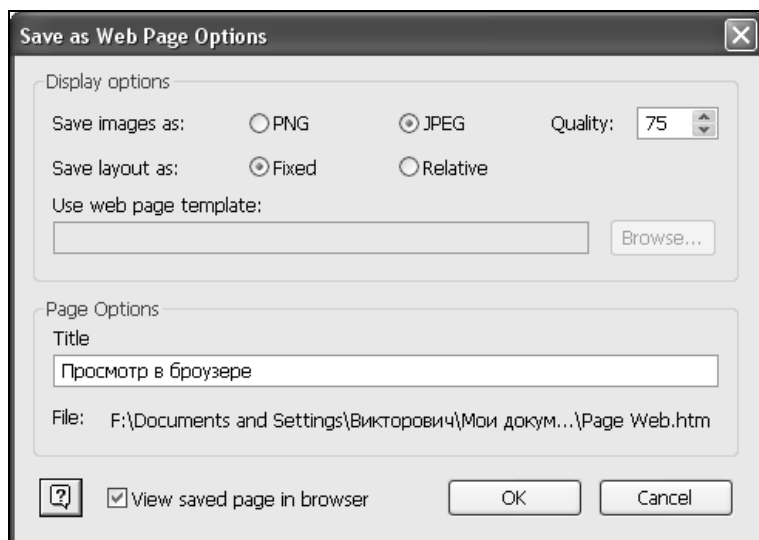 Save as Web Page Options
Display options
Save images as: PNG JPEG Quality: 75
Save layout as: Fixed Relative
Use web page template:
Browse...
Page Options
Title
Просмотр в броузере
File: F:\Documents and Settings\Викторович\Мои докум...\Page Web.htm
View saved page in browser OK Cancel